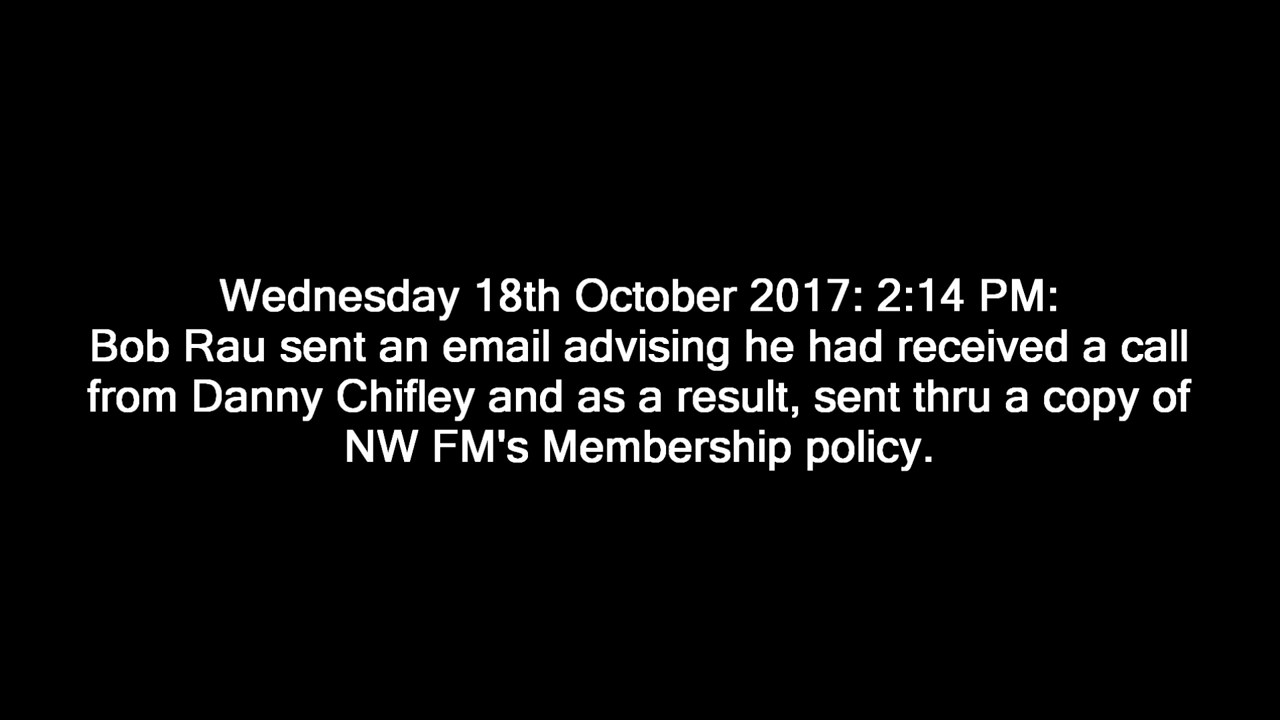 Wednesday 18th October 2017: 2:14 PM:
Bob Rau sent an email advising he had received a call
from Danny Chifley and as a result, sent thru a copy of
NW FM's Membership policy.